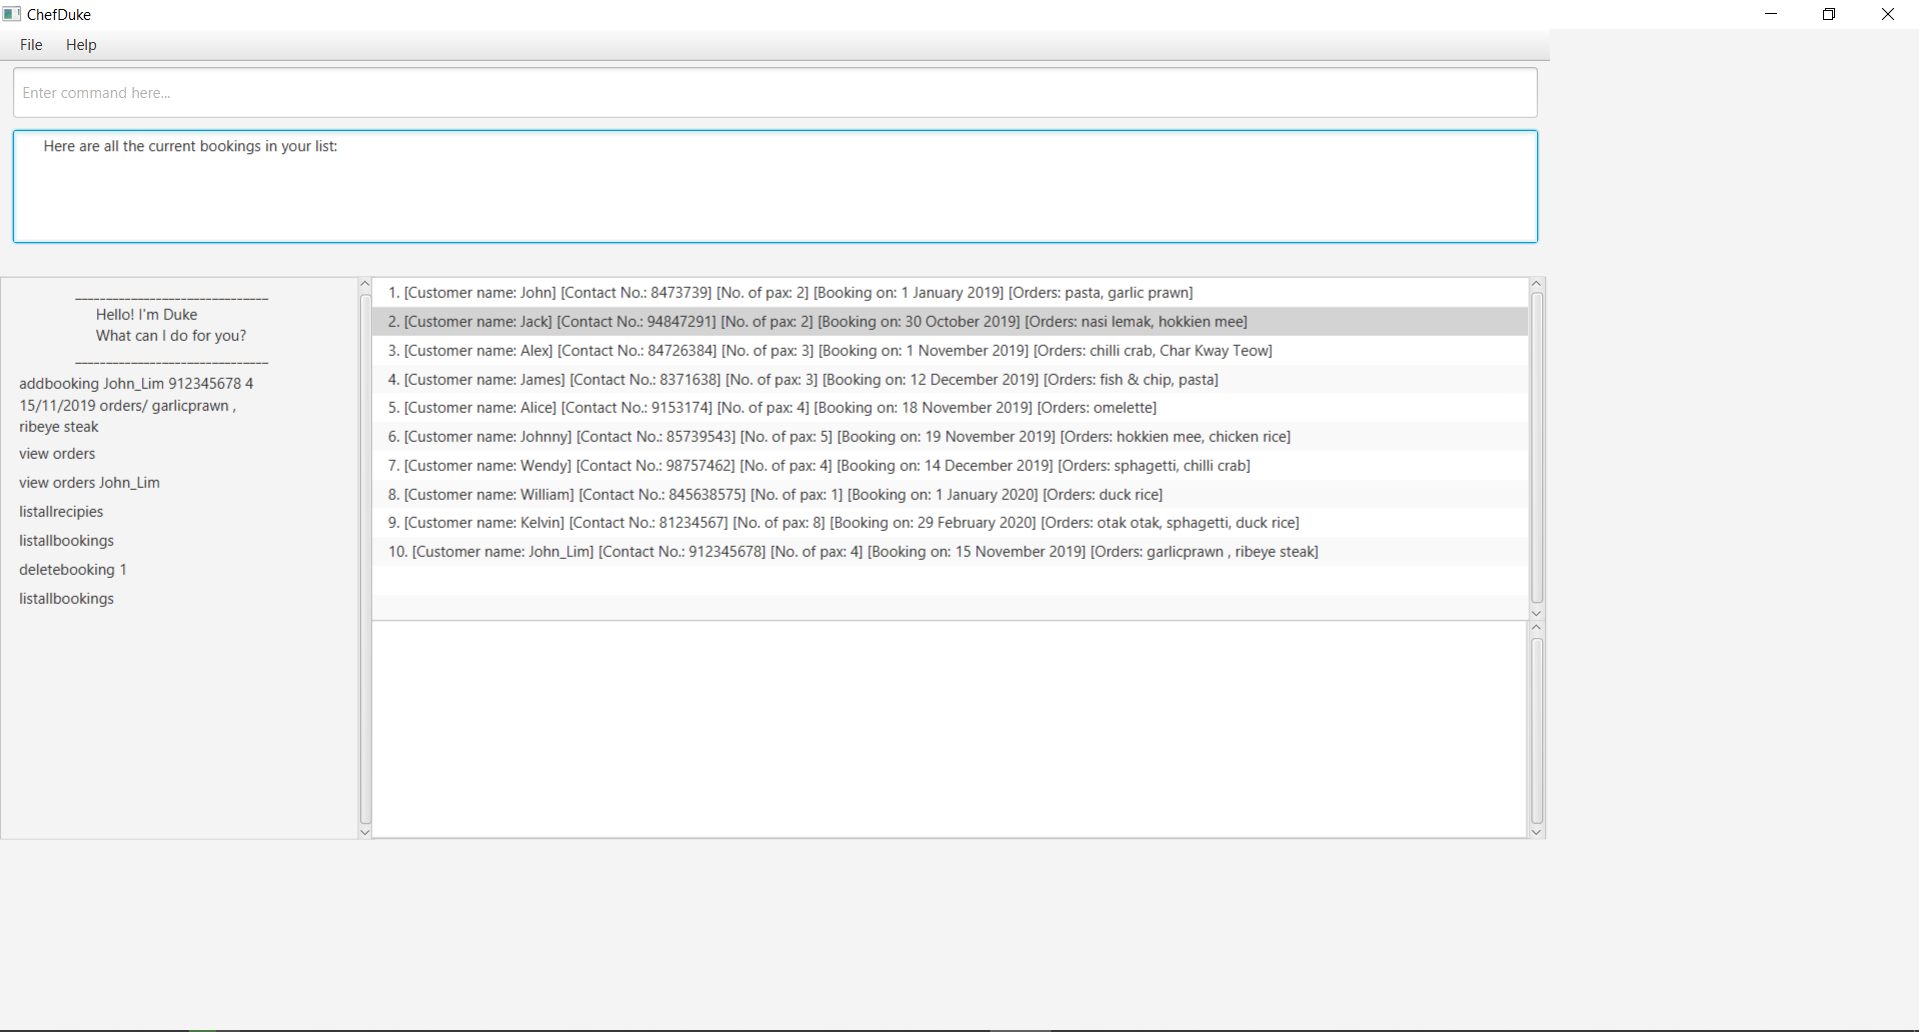 ChefDuke
File Help
Enter command here...
Here are all the current bookings in your list:
Hello! I'm Duke
What can I do for you?
addbooking John_Lim 912345678 4
15/11/2019 orders/ garlicprawn ,
ribeye steak
view orders
view orders John_Lim
listallrecipies
listallbookings
deletebooking 1
listallbookings
1. [Customer name: John] [Contact No.: 8473739] [No. of pax: 2] [Booking on: 1 January 2019] [Orders: pasta, garlic prawn]
2. [Customer name: Jack] [Contact No.: 94847291] [No. of pax: 2] [Booking on: 30 October 2019] [Orders: nasi lemak, hokkien mee]
3. [Customer name: Alex] [Contact No.: 84726384] [No. of pax: 3] [Booking on: 1 November 2019] [Orders: chilli crab, Char Kway Teow]
4. [Customer name: James] [Contact No.: 8371638] [No. of pax: 3] [Booking on: 12 December 2019] [Orders: fish & chip, pasta]
5. [Customer name: Alice] [Contact No.: 9153174] [No. of pax: 4] [Booking on: 18 November 2019] [Orders: omelette]
6. [Customer name: Johnny] [Contact No.: 85739543] [No. of pax: 5] [Booking on: 19 November 2019] [Orders: hokkien mee, chicken rice]
7. [Customer name: Wendy] [Contact No.: 98757462] [No. of pax: 4] [Booking on: 14 December 2019] [Orders: sphagetti, chilli crab]
8. [Customer name: William] [Contact No.: 845638575] [No. of pax: 1] [Booking on: 1 January 2020] [Orders: duck rice]
9. [Customer name: Kelvin] [Contact No.: 81234567] [No. of pax: 8] [Booking on: 29 February 2020] [Orders: otak otak, sphagetti, duck rice]
10. [Customer name: John_Lim] [Contact No.: 912345678] [No. of pax: 4] [Booking on: 15 November 2019] [Orders: garlicprawn , ribeye steak]